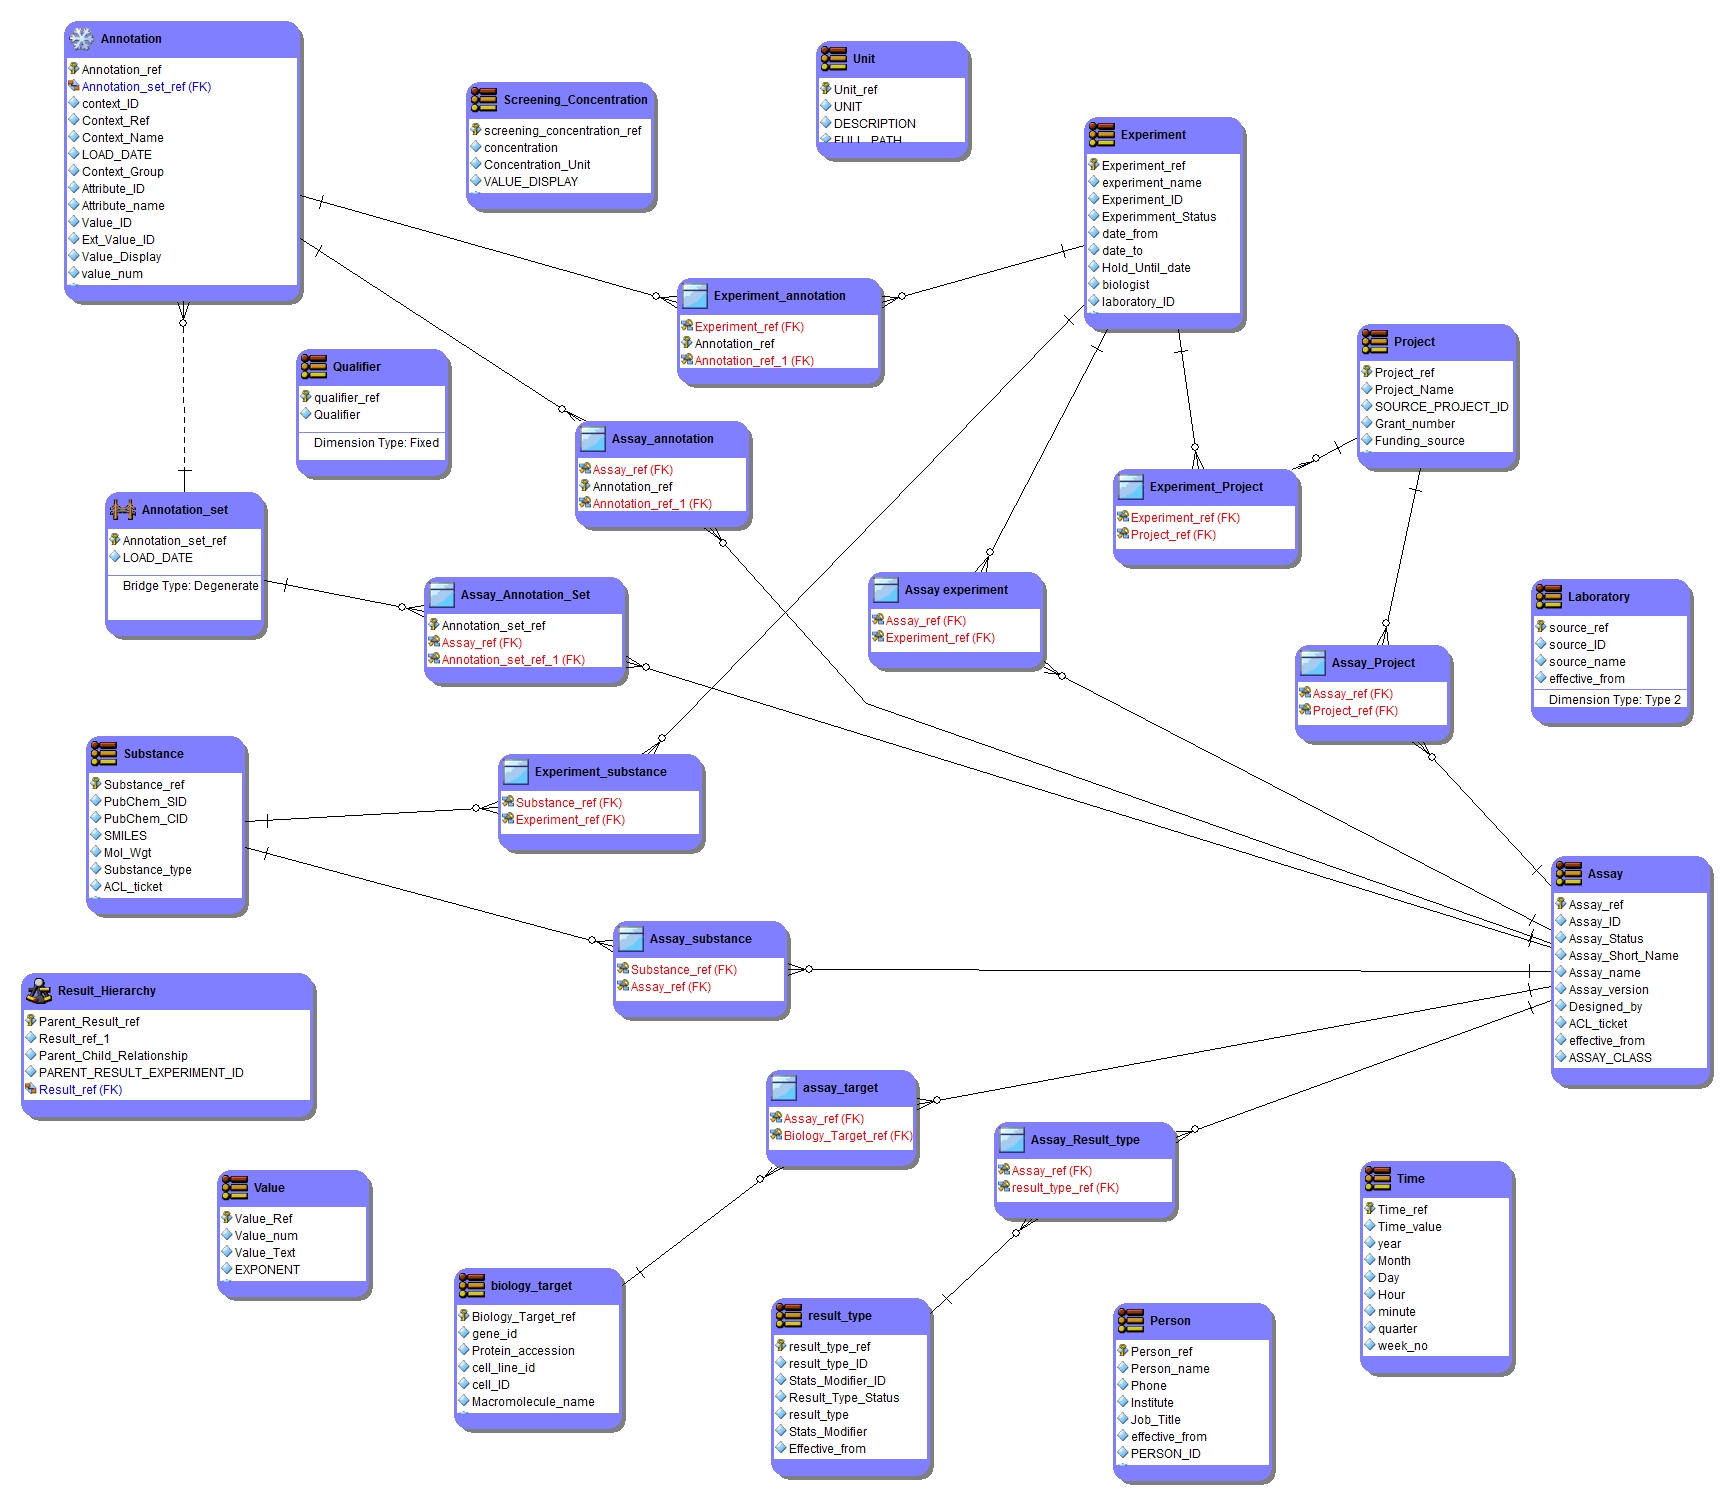 Annotation
Annotation_ref
Annotation_set_ref (FK)
context_ID
Context_Ref
Context_Name
LOAD_DATE
Context_Group
Attribute_ID
Attribute_name
Value_ID
Ext_Value_ID
Value_Display
value_num
Screening_Concentration
screening_concentration_ref
concentration
Concentration_Unit
VALUE_DISPLAY
Unit
Unit_ref
UNIT
DESCRIPTION
FULL_PATH
Experiment
Experiment_ref
experiment_name
Experiment_ID
Experimment_Status
date_from
date_to
Hold_Until_date
biologist
laboratory_ID
Experiment_annotation
Experiment_ref (FK)
Annotation_ref
Annotation_ref_1 (FK)
Qualifier
qualifier_ref
Qualifier
Dimension Type: Fixed
Project
Project_ref
Project_Name
SOURCE_PROJECT_ID
Grant_number
Funding_source
Assay_annotation
Assay_ref (FK)
Annotation_ref
Annotation_ref_1 (FK)
Experiment_Project
Experiment_ref (FK)
Project_ref (FK)
Annotation_set
Annotation_set_ref
LOAD_DATE
Bridge Type: Degenerate
Assay_Annotation_Set
Annotation_set_ref
Assay_ref (FK)
Annotation_set_ref_1 (FK)
Assay experiment
Assay_ref (FK)
Experiment_ref (FK)
Laboratory
source_ref
source_ID
source_name
effective_from
Dimension Type: Type 2
Assay_Project
Assay_ref (FK)
Project_ref (FK)
Substance
Substance_ref
PubChem_SID
PubChem_CID
SMILES
Mol_Wgt
Substance_type
ACL_ticket
Experiment_substance
Substance_ref (FK)
Experiment_ref (FK)
Assay
Assay_ref
Assay_ID
Assay_Status
Assay_Short_Name
Assay_name
Assay_version
Designed_by
ACL_ticket
effective_from
ASSAY_CLASS
Assay_substance
Substance_ref (FK)
Assay_ref (FK)
Result_Hierarchy
Parent_Result_ref
Result_ref_1
Parent_Child_Relationship
PARENT_RESULT_EXPERIMENT_ID
Result_ref (FK)
assay_target
Assay_ref (FK)
Biology_Target_ref (FK)
Assay_Result_type
Assay_ref (FK)
result_type_ref (FK)
Value
Value_Ref
Value_num
Value_Text
EXPONENT
Time
Time_ref
Time_value
year
Month
Day
Hour
minute
quarter
week_no
biology_target
Biology_Target_ref
gene_id
Protein_accession
cell_line_id
cell_ID
Macromolecule_name
result_type
result_type_ref
result_type_ID
Stats_Modifier_ID
Result_Type_Status
result_type
Stats_Modifier
Effective_from
Person
Person_ref
Person_name
Phone
Institute
Job_Title
effective_from
PERSON_ID